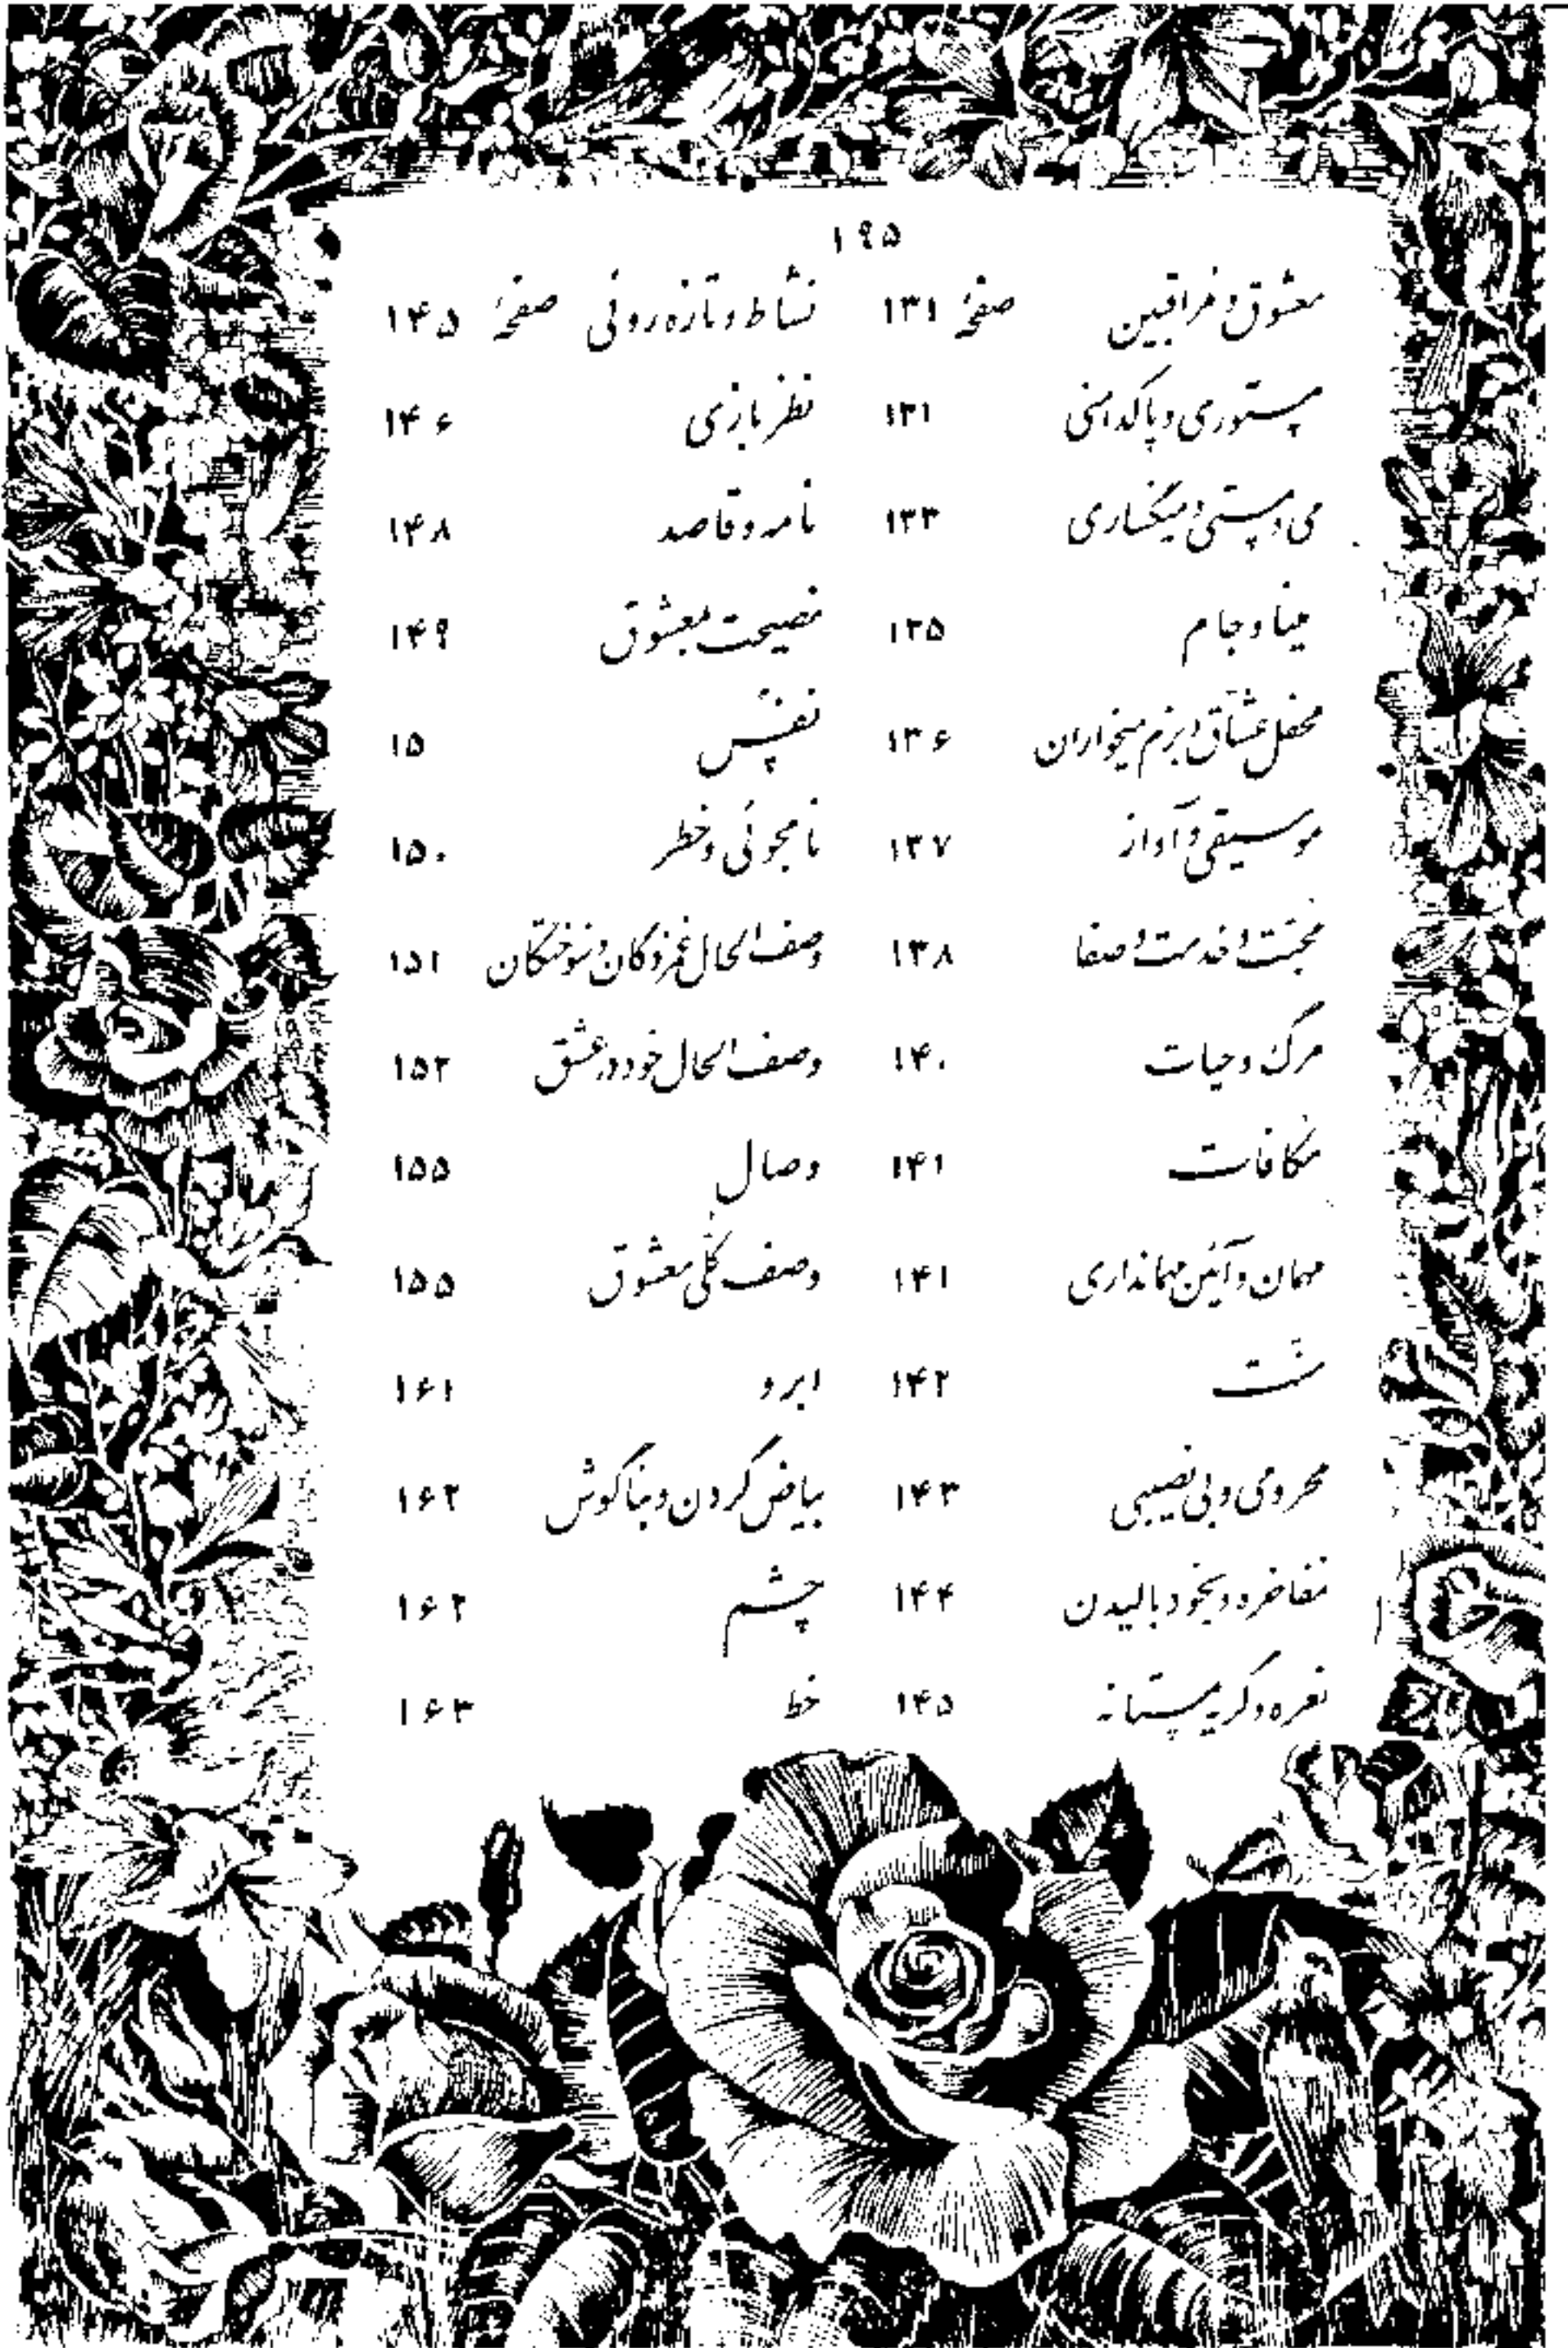 ۱۹۵
معشوق و مراقبین صفحهٔ ۱۳۱ نشاط و تازه روئی صفحهٔ ۱۴۵
مستوری و پاکدامنی ۱۳۱ نظر بازی ۱۴۶
می و مستی و میگساری ۱۳۳ نامه و قاصد ۱۴۸
مینا و جام ۱۳۵ نصیحت معشوق ۱۴۹
محفل عشاق و بزم میخواران ۱۳۶ نفس ۱۵
موسیقی و آواز ۱۳۷ نامجوئی و خطر ۱۵۰
محبت و خدمت و صفا ۱۳۸ وصف الحال غمزدگان و سوختگان ۱۵۱
مرگ و حیات ۱۴۰ وصف الحال خود در عشق ۱۵۲
مکافات ۱۴۱ وصال ۱۵۵
مهمان و آئین مهمانداری ۱۴۱ وصف کلی معشوق ۱۵۵
منت ۱۴۲ ابرو ۱۶۱
محرومی و بی نصیبی ۱۴۳ بیاض گردن و بناگوش ۱۶۲
مفاخره و بخود بالیدن ۱۴۴ چشم ۱۶۲
نعره و گریه مستانه ۱۴۵ خط ۱۶۳